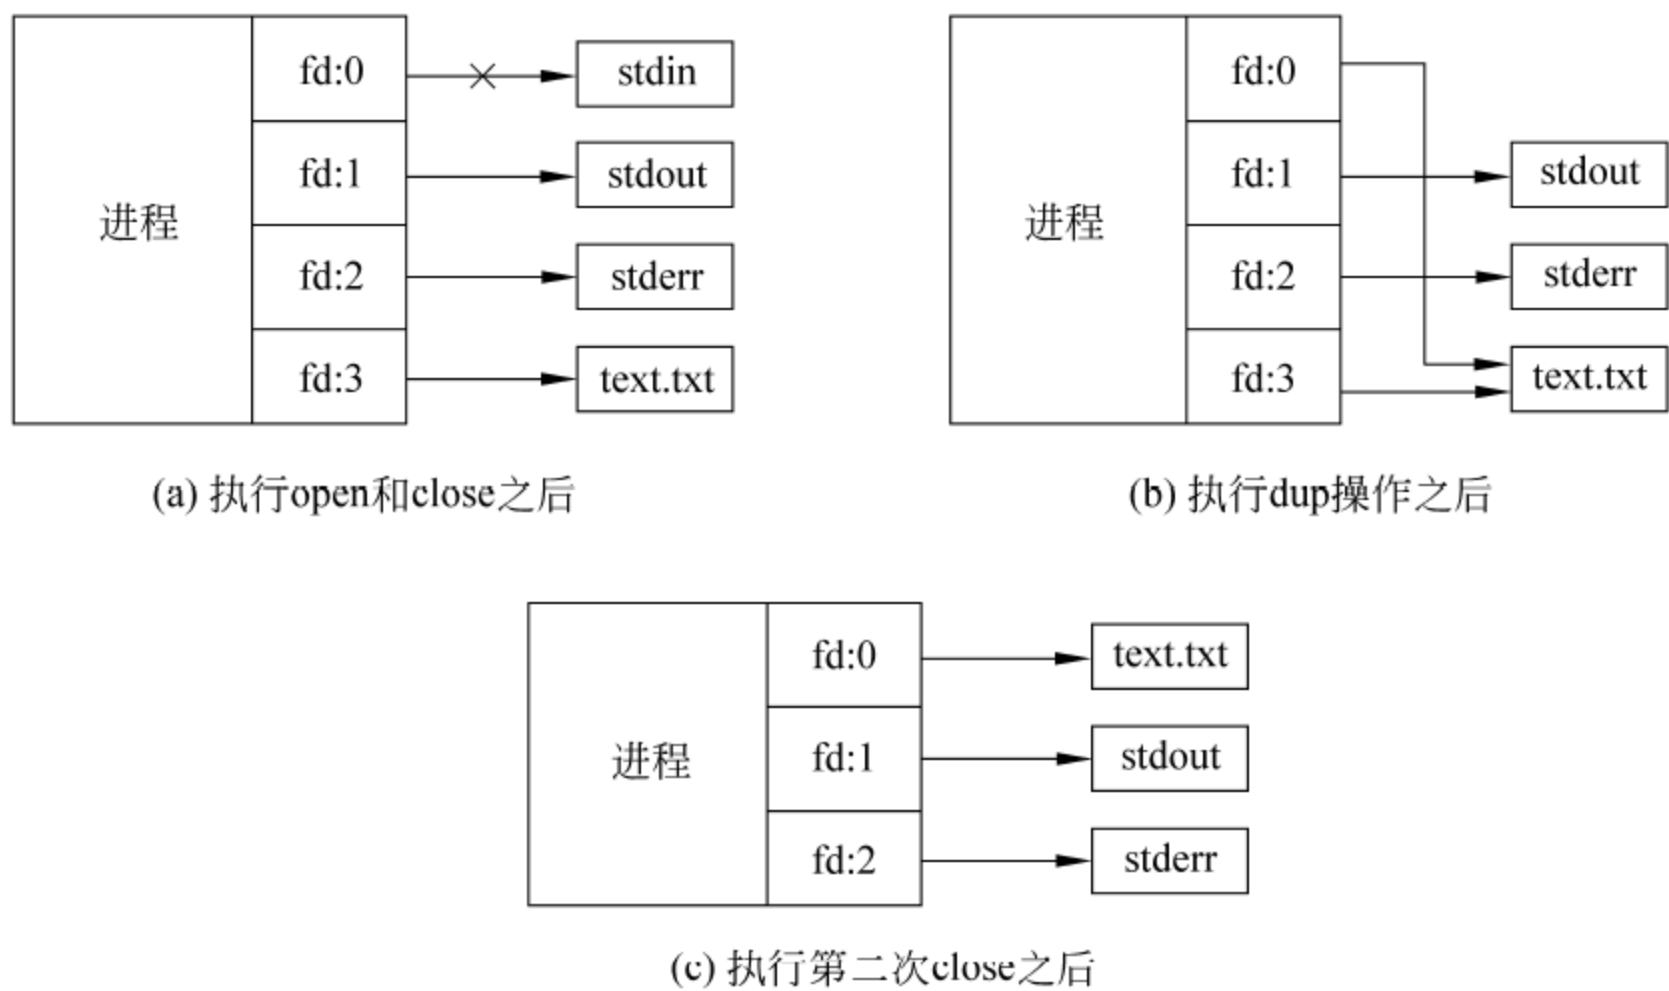 进程
fd:0
stdin
fd:1
stdout
fd:2
stderr
fd:3
text.txt
(a) 执行open和close之后
进程
fd:0
fd:1
stdout
fd:2
stderr
fd:3
text.txt
(b) 执行dup操作之后
进程
fd:0
text.txt
fd:1
stdout
fd:2
stderr
(c) 执行第二次close之后